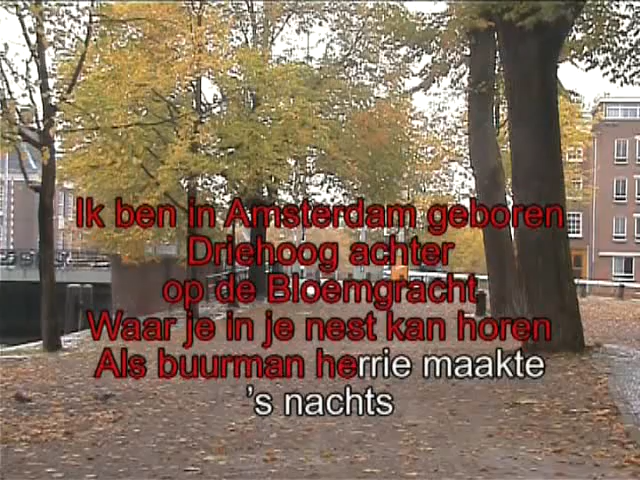 Ik ben in Amsterdam geboren
Driehoog achter
op de Bloemgracht
Waar je in je nest kan horen
Als buurman herrie maakte
's nachts